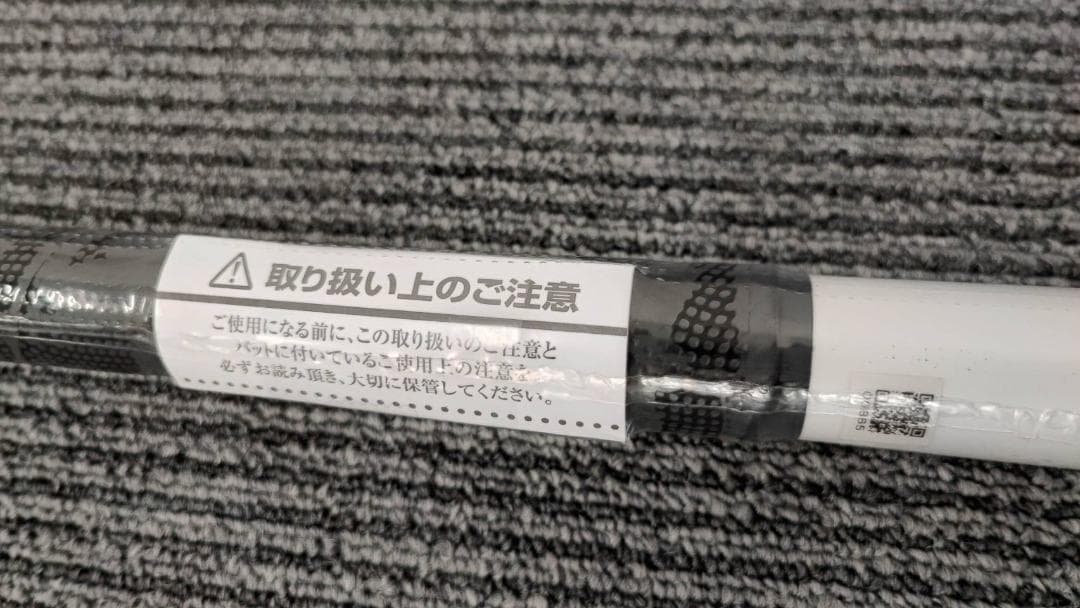 取り扱い上のご注意
ご使用になる前に、この取り扱いのご注意と
バットに付いているご使用上の注意を
必ずお読み頂き、大切に保管してください。